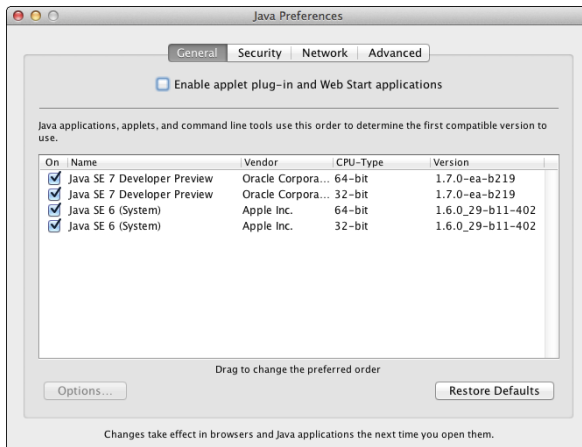 Java Preferences
General Security Network Advanced
Enable applet plug-in and Web Start applications
Java applications, applets, and command line tools use this order to determine the first compatible version to
use.
On Name Vendor CPU-Type Version
Java SE 7 Developer Preview Oracle Corpora... 64-bit 1.7.0-ea-b219
Java SE 7 Developer Preview Oracle Corpora... 32-bit 1.7.0-ea-b219
Java SE 6 (System) Apple Inc. 64-bit 1.6.0_29-b11-402
Java SE 6 (System) Apple Inc. 32-bit 1.6.0_29-b11-402
Drag to change the preferred order
Options... Restore Defaults
Changes take effect in browsers and Java applications the next time you open them.